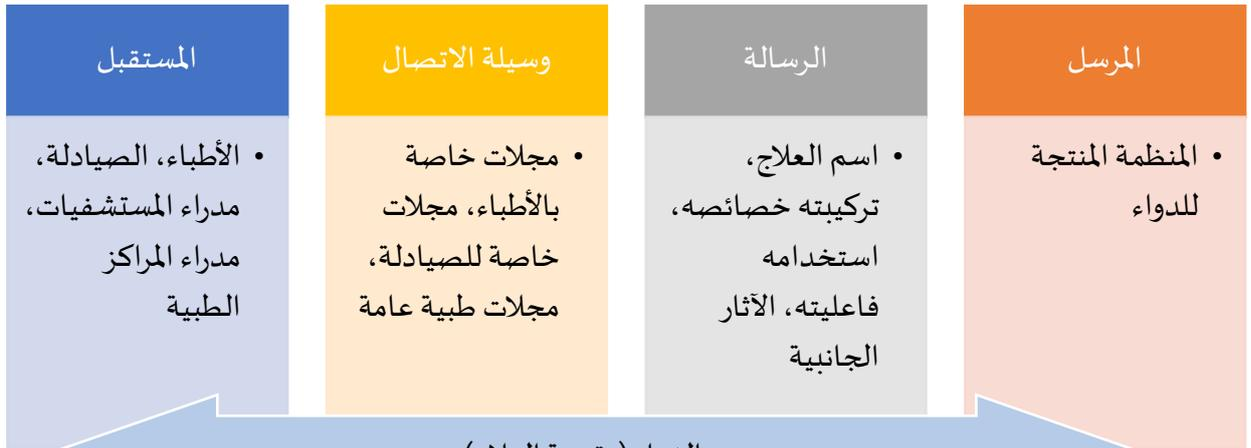 المرسل
• المنظمة المنتجة
للدواء
الرسالة
• اسم العلاج،
تركيبته خصائصه،
استخدامه
فاعليته، الآثار
الجانبية
وسيلة الاتصال
• مجلات خاصة
بالأطباء، مجلات
خاصة للصيادلة،
مجلات طبية عامة
المستقبل
• الأطباء، الصيادلة،
مدراء المستشفيات،
مدراء المراكز
الطبية